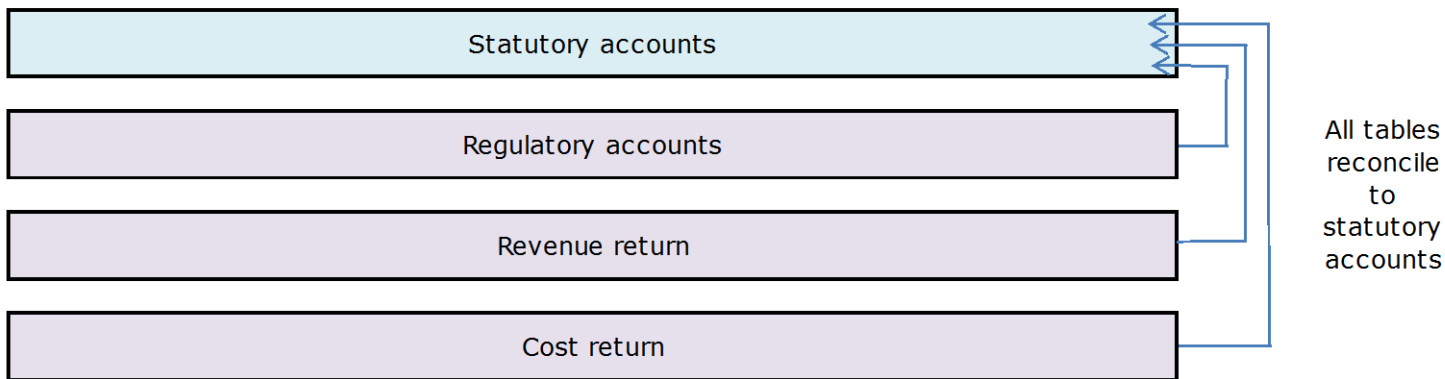 Statutory accounts
Regulatory accounts
Revenue return
Cost return
All tables
reconcile
to
statutory
accounts